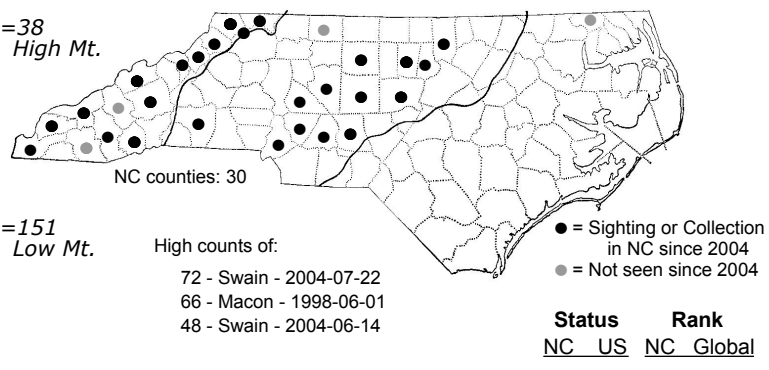 =38
High Mt.
NC counties: 30
=151
Low Mt.
High counts of:
72 - Swain - 2004-07-22
66 - Macon - 1998-06-01
48 - Swain - 2004-06-14
● = Sighting or Collection
in NC since 2004
● = Not seen since 2004
Status Rank
NC US NC Global